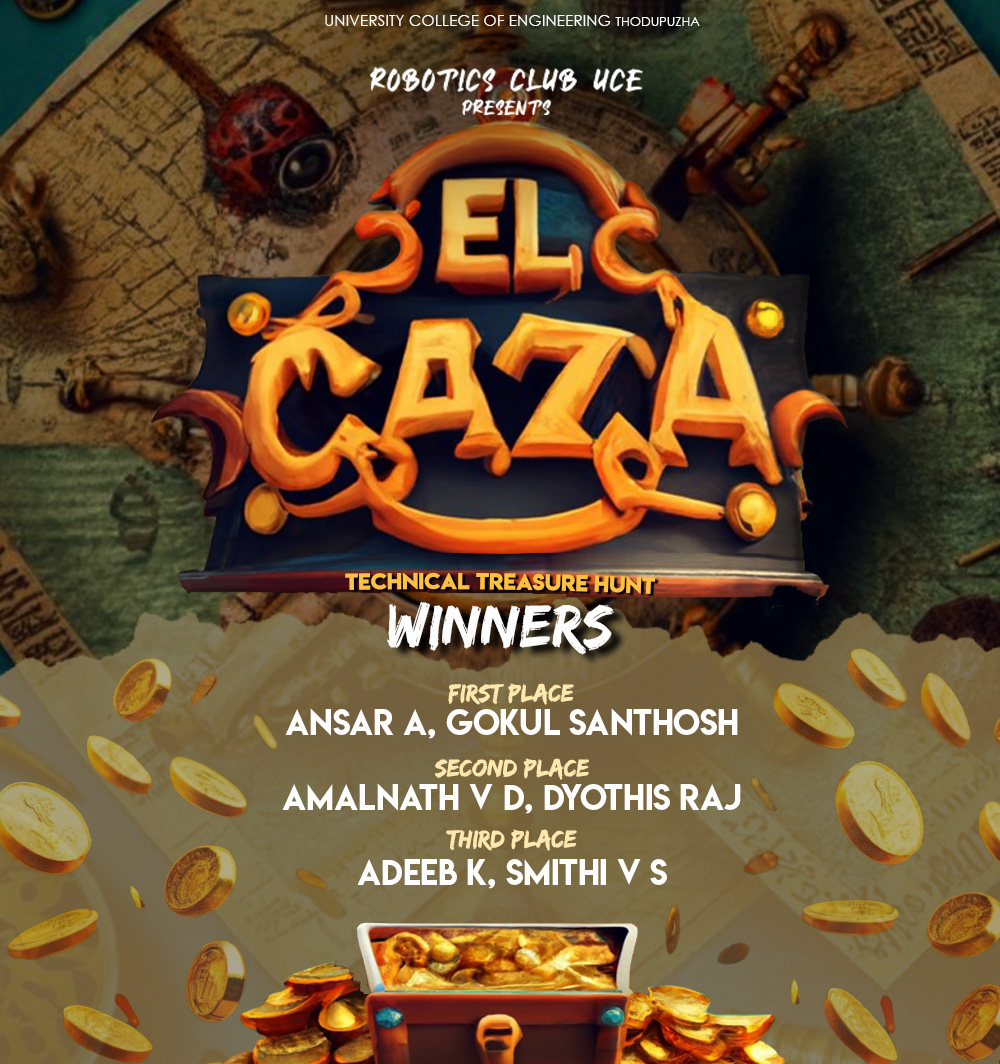 UNIVERSITY COLLEGE OF ENGINEERING THODUPUZHA
ROBOTICS CLUB UCE
PRESENTS
EL
CAZA
TECHNICAL TREASURE HUNT
WINNERS
FIRST PLACE
ANSAR A, GOKUL SANTHOSH
SECOND PLACE
AMALNATH V D, DYOTHIS RAJ
THIRD PLACE
ADEEB K, SMITHI V S